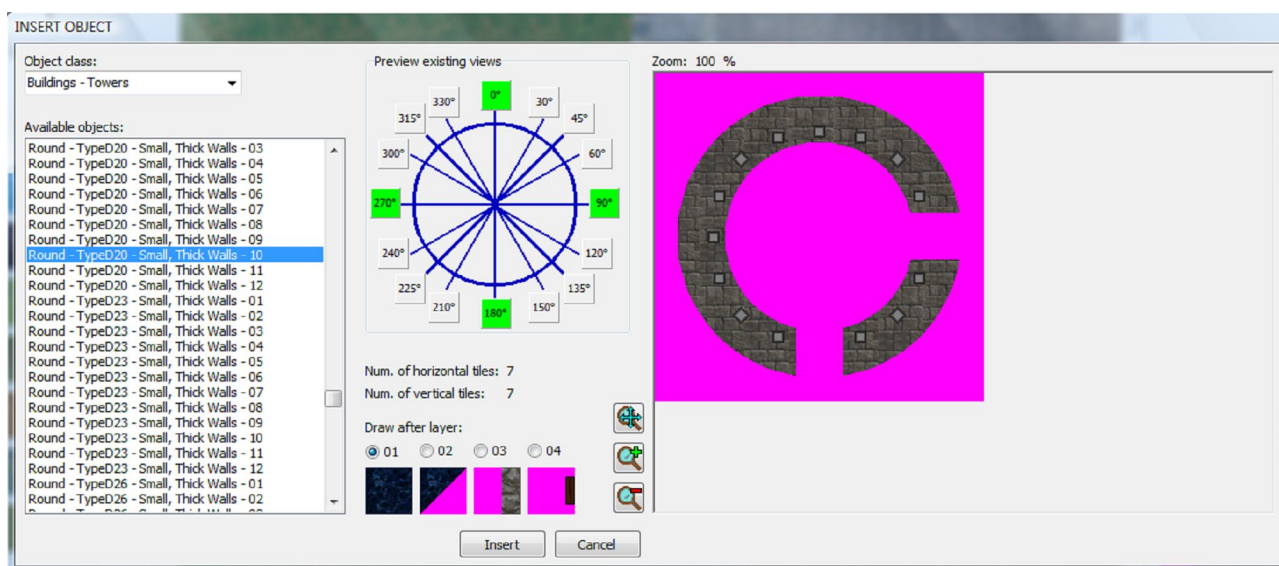 INSERT OBJECT
Object class:
Buildings - Towers
Available objects:
Round - TypeD20 - Small, Thick Walls - 03
Round - TypeD20 - Small, Thick Walls - 04
Round - TypeD20 - Small, Thick Walls - 05
Round - TypeD20 - Small, Thick Walls - 06
Round - TypeD20 - Small, Thick Walls - 07
Round - TypeD20 - Small, Thick Walls - 08
Round - TypeD20 - Small, Thick Walls - 09
Round - TypeD20 - Small, Thick Walls - 10
Round - TypeD20 - Small, Thick Walls - 11
Round - TypeD20 - Small, Thick Walls - 12
Round - TypeD23 - Small, Thick Walls - 01
Round - TypeD23 - Small, Thick Walls - 02
Round - TypeD23 - Small, Thick Walls - 03
Round - TypeD23 - Small, Thick Walls - 04
Round - TypeD23 - Small, Thick Walls - 05
Round - TypeD23 - Small, Thick Walls - 06
Round - TypeD23 - Small, Thick Walls - 07
Round - TypeD23 - Small, Thick Walls - 08
Round - TypeD23 - Small, Thick Walls - 09
Round - TypeD23 - Small, Thick Walls - 10
Round - TypeD23 - Small, Thick Walls - 11
Round - TypeD23 - Small, Thick Walls - 12
Round - TypeD26 - Small, Thick Walls - 01
Round - TypeD26 - Small, Thick Walls - 02
Preview existing views
0°
330° 30°
315° 45°
300° 60°
270° 90°
240° 120°
225° 135°
210° 150°
180°
Num. of horizontal tiles: 7
Num. of vertical tiles: 7
Draw after layer:
01 02 03 04
Zoom: 100 %
Insert Cancel